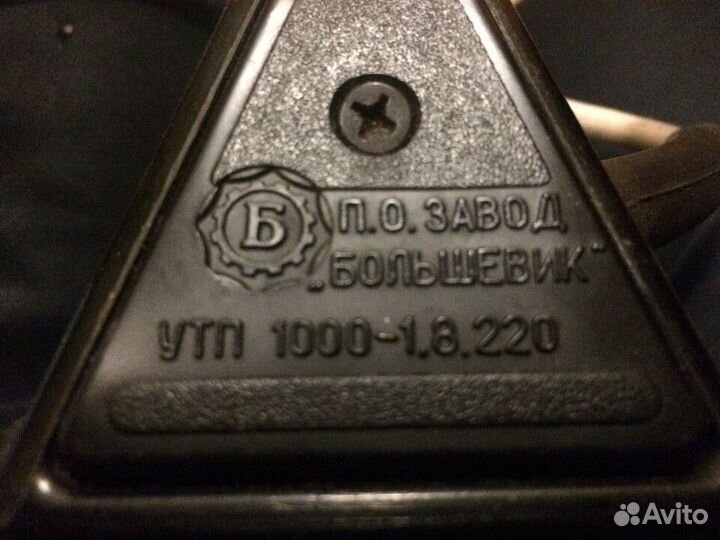 Б
П.О. ЗАВОД
„БОЛЬШЕВИК"
УТП 1000-1,8.220
Avito